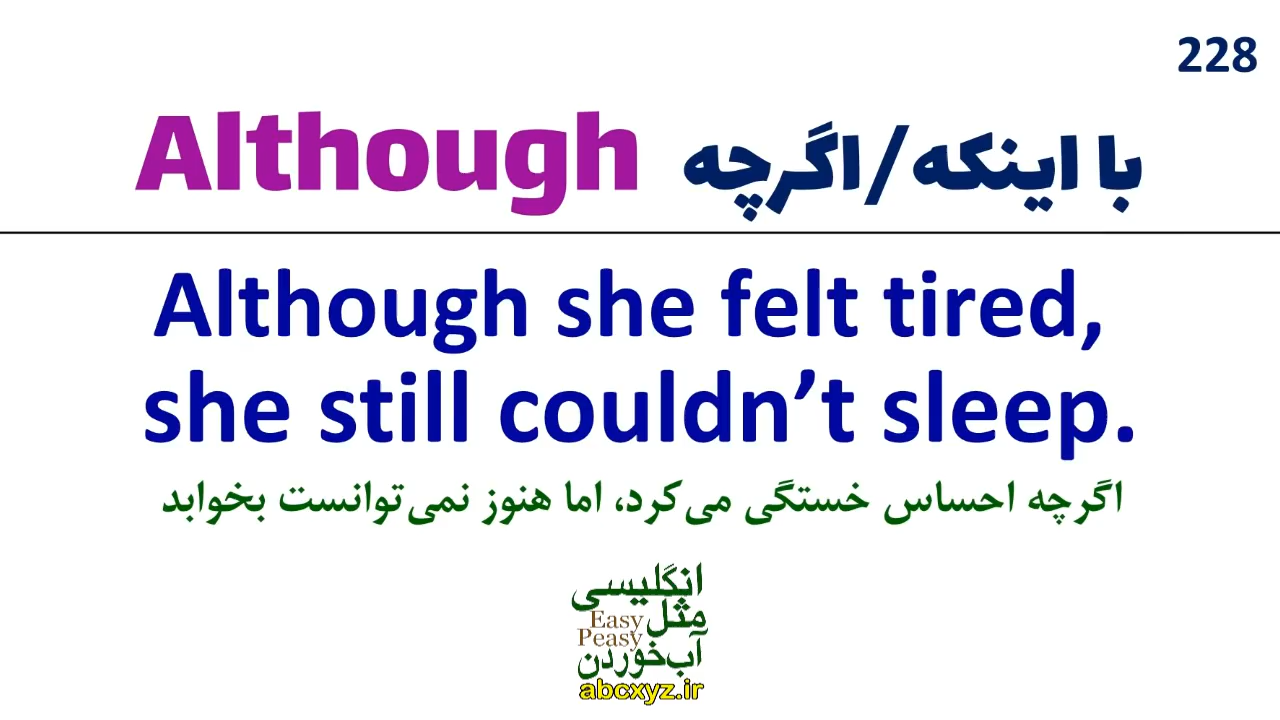 228
Although با اینکه/اگرچه
Although she felt tired,
she still couldn’t sleep.
اگرچه احساس خستگی می‌کرد، اما هنوز نمی‌توانست بخوابد
انگلیسی
مثل Easy
Peasy
آب‌خوردن
abcxyz.ir